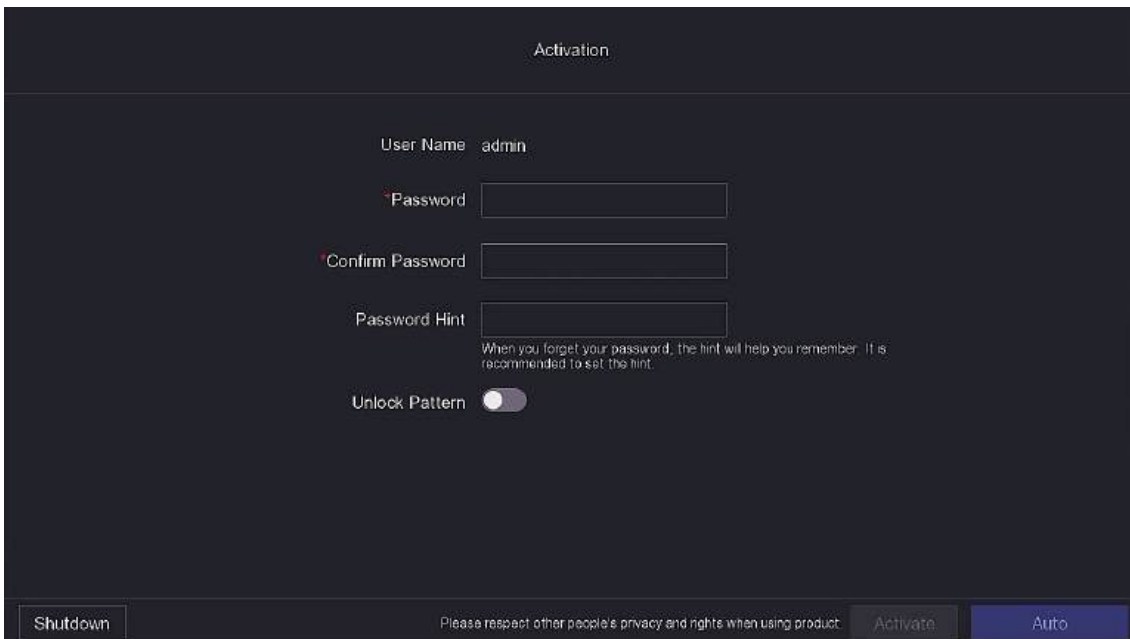 Activation
User Name admin
*Password
*Confirm Password
Password Hint
When you forget your password, the hint will help you remember. It is
recommended to set the hint.
Unlock Pattern
Shutdown Please respect other people's privacy and rights when using product. Activate Auto